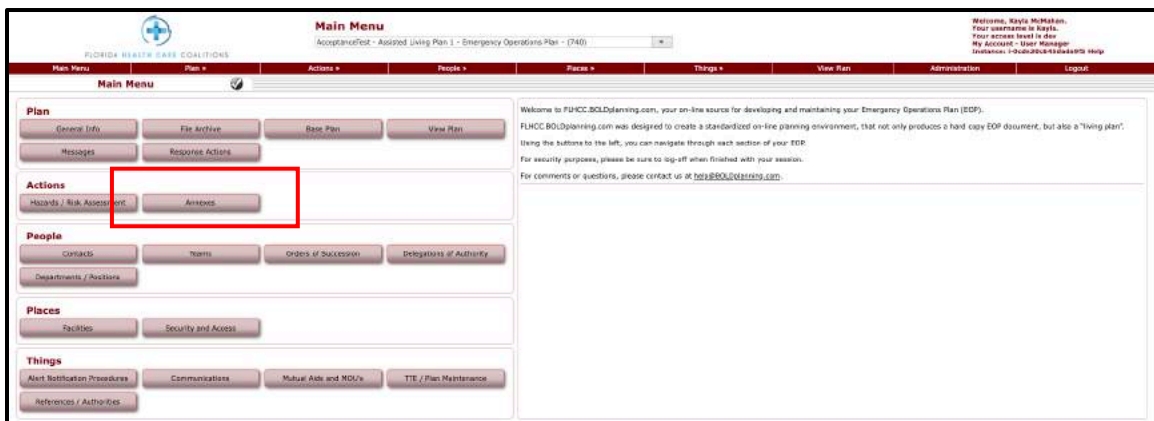 FLORIDA HEALTH CARE COALITIONS
Main Menu
AcceptanceTest - Assisted Living Plan 1 - Emergency Operations Plan - (740)
Welcome, Kayla McMahan.
Your username is Kayla.
Your access level is dev
My Account - User Manager
Instance: Help
Main Menu Plan » Actions » People » Places » Things » View Plan Administration Logout
Main Menu
Plan
General Info File Archive Base Plan View Plan
Messages Response Actions
Actions
Hazards / Risk Assessment Annexes
People
Contacts Teams Orders of Succession Delegations of Authority
Departments / Positions
Places
Facilities Security and Access
Things
Alert Notification Procedures Communications Mutual Aids and MOU's TTE / Plan Maintenance
References / Authorities
Welcome to FLHCC.BOLDplanning.com, your on-line source for developing and maintaining your Emergency Operations Plan (EOP).
FLHCC.BOLDplanning.com was designed to create a standardized on-line planning environment, that not only produces a hard copy EOP document, but also a "living plan".
Using the buttons to the left, you can navigate through each section of your EOP.
For security purposes, please be sure to log-off when finished with your session.
For comments or questions, please contact us at help@BOLDplanning.com.